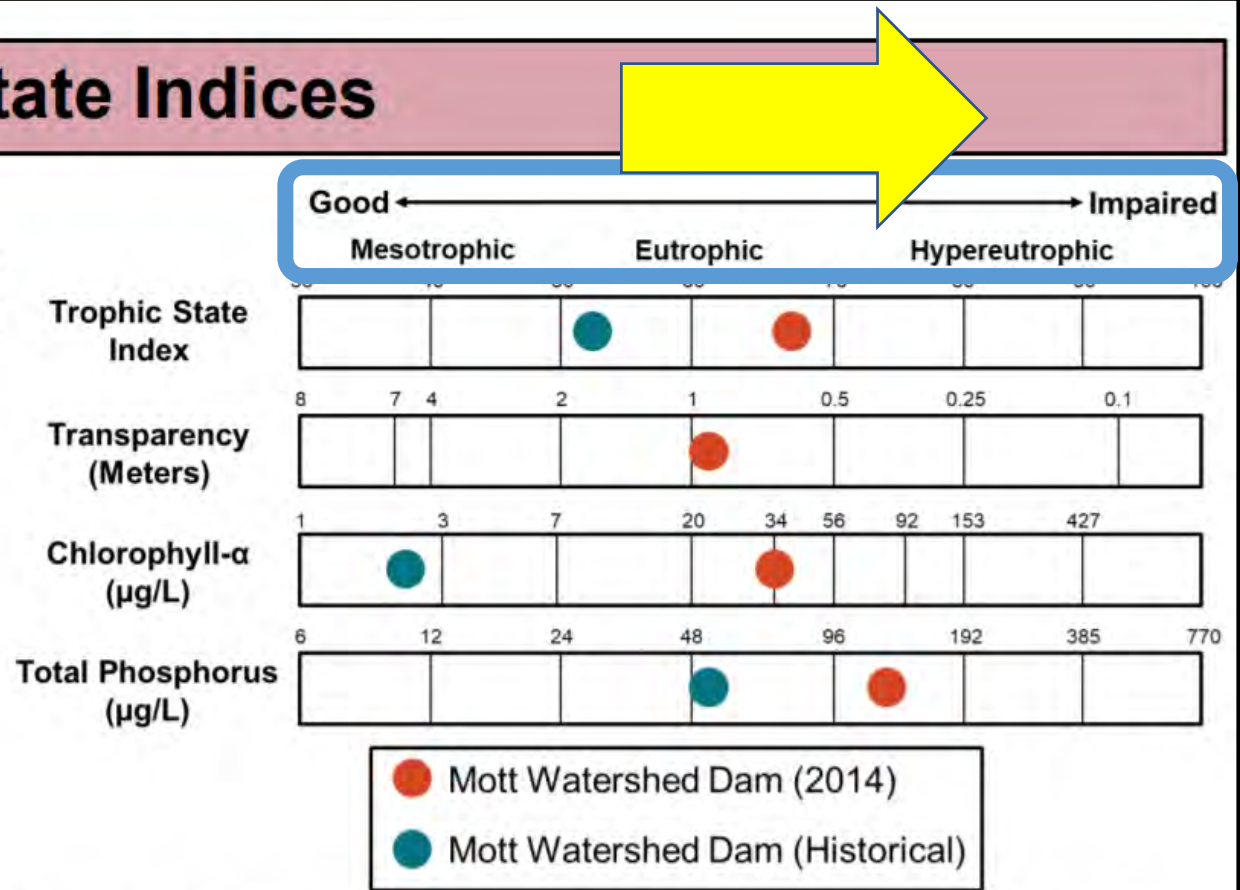 tate Indices
Good Impaired
Mesotrophic Eutrophic Hypereutrophic
Trophic State
Index
8 7 4 2 1 0.5 0.25 0.1
Transparency
(Meters)
1 3 7 20 34 56 92 153 427
Chlorophyll-α
(µg/L)
6 12 24 48 96 192 385 770
Total Phosphorus
(µg/L)
Mott Watershed Dam (2014)
Mott Watershed Dam (Historical)